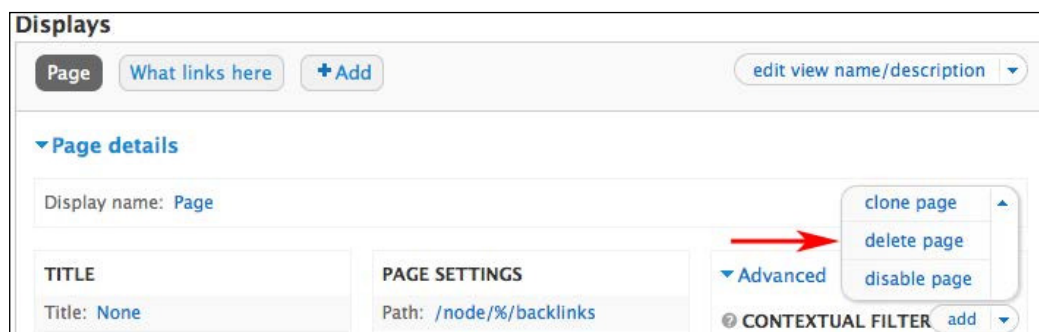 Displays
Page What links here + Add edit view name/description
Page details
Display name: Page
clone page
delete page
disable page
TITLE PAGE SETTINGS Advanced
Title: None Path: /node/%/backlinks CONTEXTUAL FILTER add